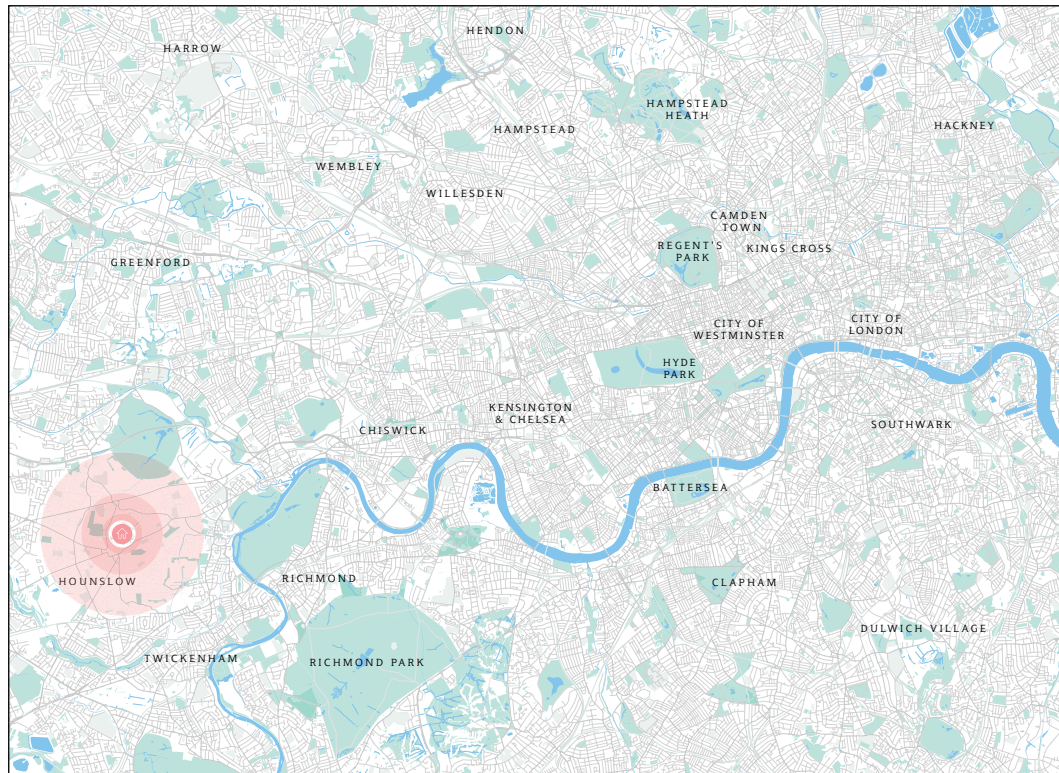 HENDON
HARROW
HAMPSTEAD
HEATH
HACKNEY
HAMPSTEAD
WEMBLEY
WILLESDEN
CAMDEN
TOWN
REGENT'S
PARK
KINGS CROSS
GREENFORD
CITY OF
WESTMINSTER
CITY OF
LONDON
HYDE
PARK
KENSINGTON
& CHELSEA
CHISWICK
SOUTHWARK
BATTERSEA
HOUNSLOW
RICHMOND
CLAPHAM
DULWICH VILLAGE
TWICKENHAM
RICHMOND PARK